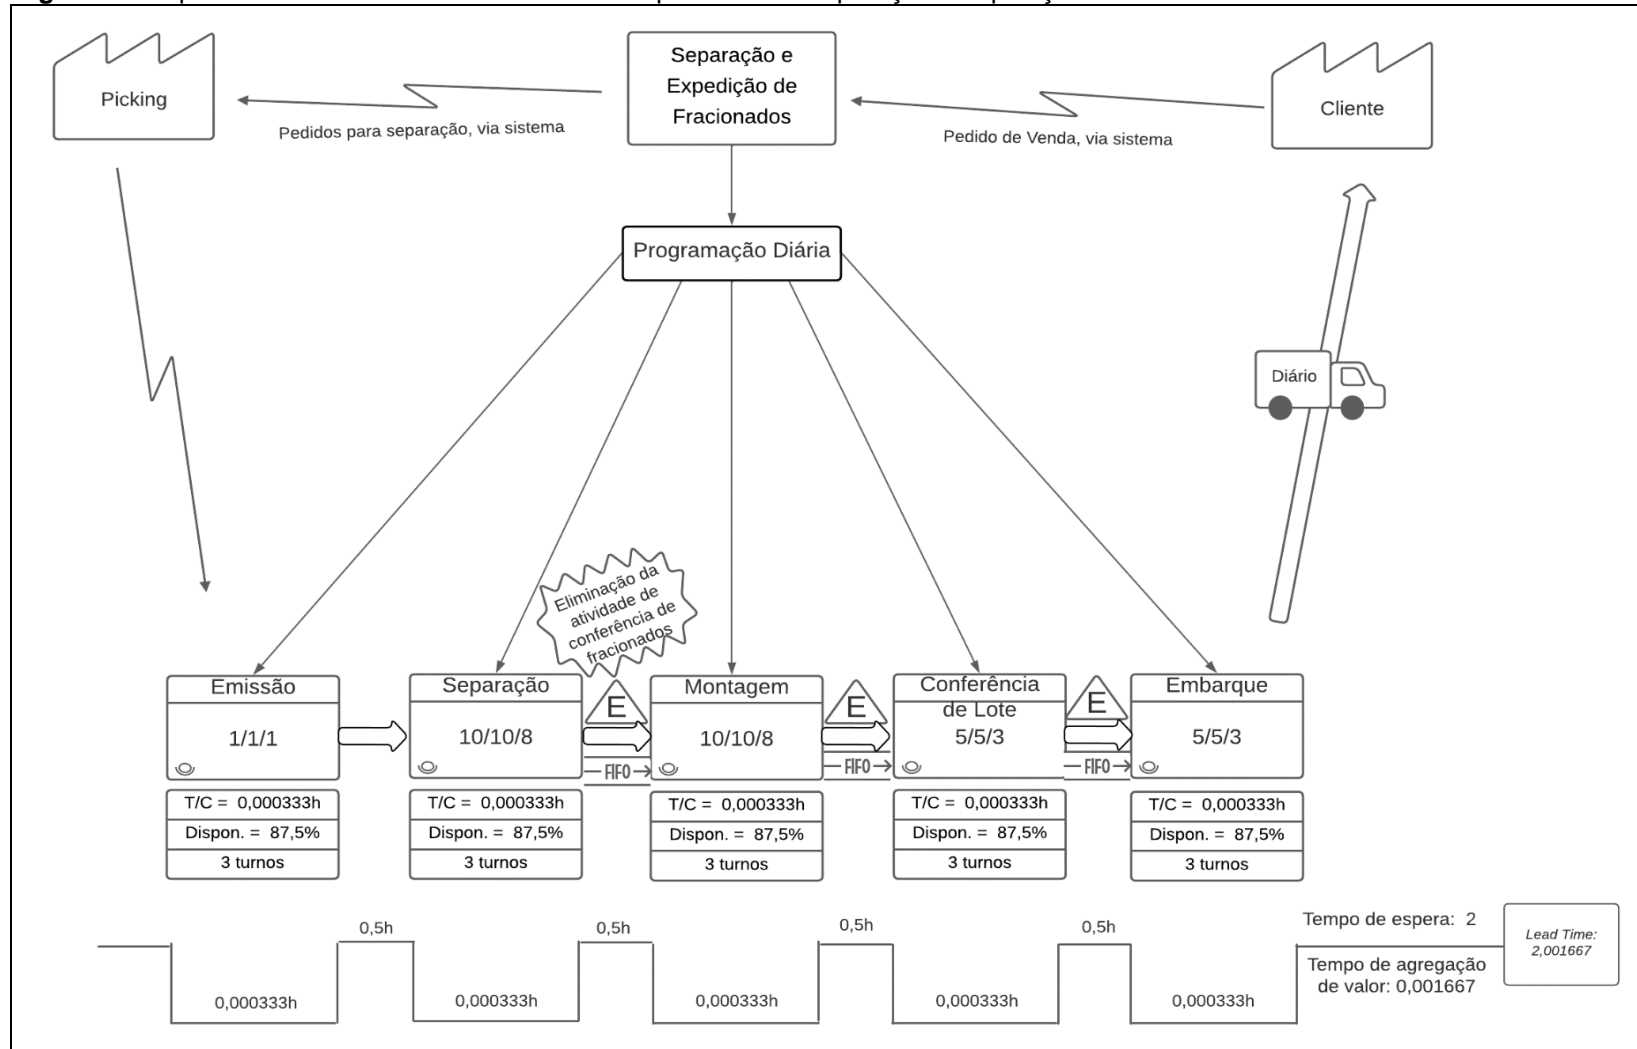 Picking
Separação e
Expedição de
Fracionados
Cliente
Pedidos para separação, via sistema
Pedido de Venda, via sistema
Programação Diária
Diário
Eliminação da
atividade de
conferência de
fracionados
Emissão
1/1/1
Separação
10/10/8
E
FIFO
Montagem
10/10/8
E
FIFO
Conferência
de Lote
5/5/3
E
FIFO
Embarque
5/5/3
T/C = 0,000333h
Dispon. = 87,5%
3 turnos
T/C = 0,000333h
Dispon. = 87,5%
3 turnos
T/C = 0,000333h
Dispon. = 87,5%
3 turnos
T/C = 0,000333h
Dispon. = 87,5%
3 turnos
T/C = 0,000333h
Dispon. = 87,5%
3 turnos
0,5h
0,5h
0,5h
0,5h
0,000333h
0,000333h
0,000333h
0,000333h
0,000333h
Tempo de espera: 2
Tempo de agregação
de valor: 0,001667
Lead Time:
2,001667